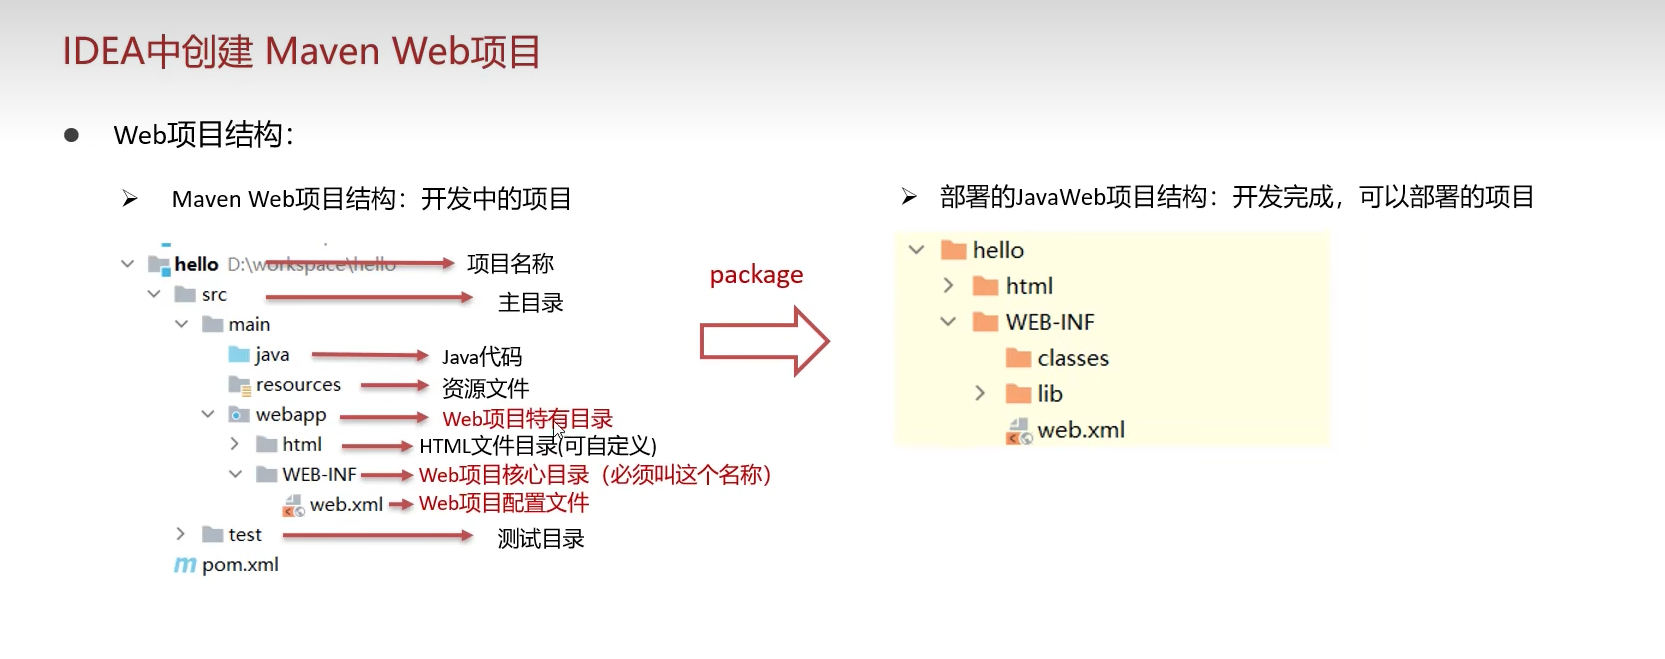 IDEA中创建 Maven Web项目
Web项目结构：
Maven Web项目结构：开发中的项目
hello D:\workspace\hello 项目名称
src 主目录
main
java Java代码
resources 资源文件
webapp Web项目特有目录
html HTML文件目录(可自定义)
WEB-INF Web项目核心目录（必须叫这个名称）
web.xml Web项目配置文件
test 测试目录
pom.xml
package
部署的JavaWeb项目结构：开发完成，可以部署的项目
hello
html
WEB-INF
classes
lib
web.xml